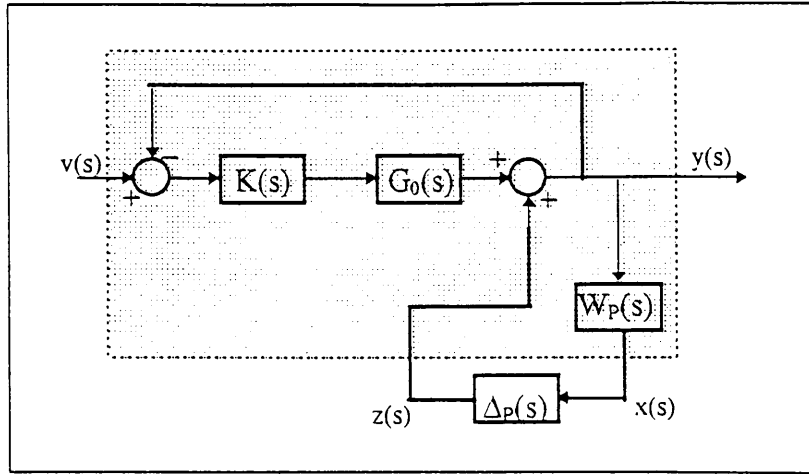 v(s)
−
+
K(s)
G₀(s)
+
+
y(s)
W_P(s)
z(s)
Δ_P(s)
x(s)